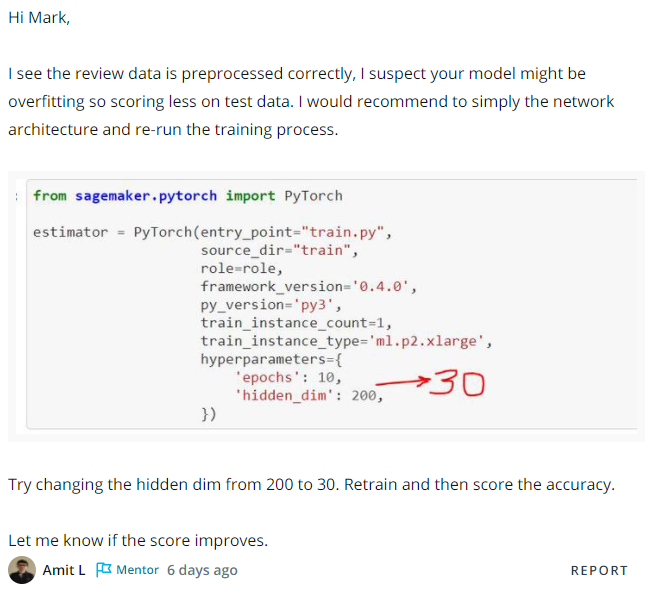 Hi Mark,
I see the review data is preprocessed correctly, I suspect your model might be
overfitting so scoring less on test data. I would recommend to simply the network
architecture and re-run the training process.
: from sagemaker.pytorch import PyTorch
estimator = PyTorch(entry_point="train.py",
source_dir="train",
role=role,
framework_version='0.4.0',
py_version='py3',
train_instance_count=1,
train_instance_type='ml.p2.xlarge',
hyperparameters={
'epochs': 10,
'hidden_dim': 200, 30
})
Try changing the hidden dim from 200 to 30. Retrain and then score the accuracy.
Let me know if the score improves.
Amit L Mentor 6 days ago REPORT